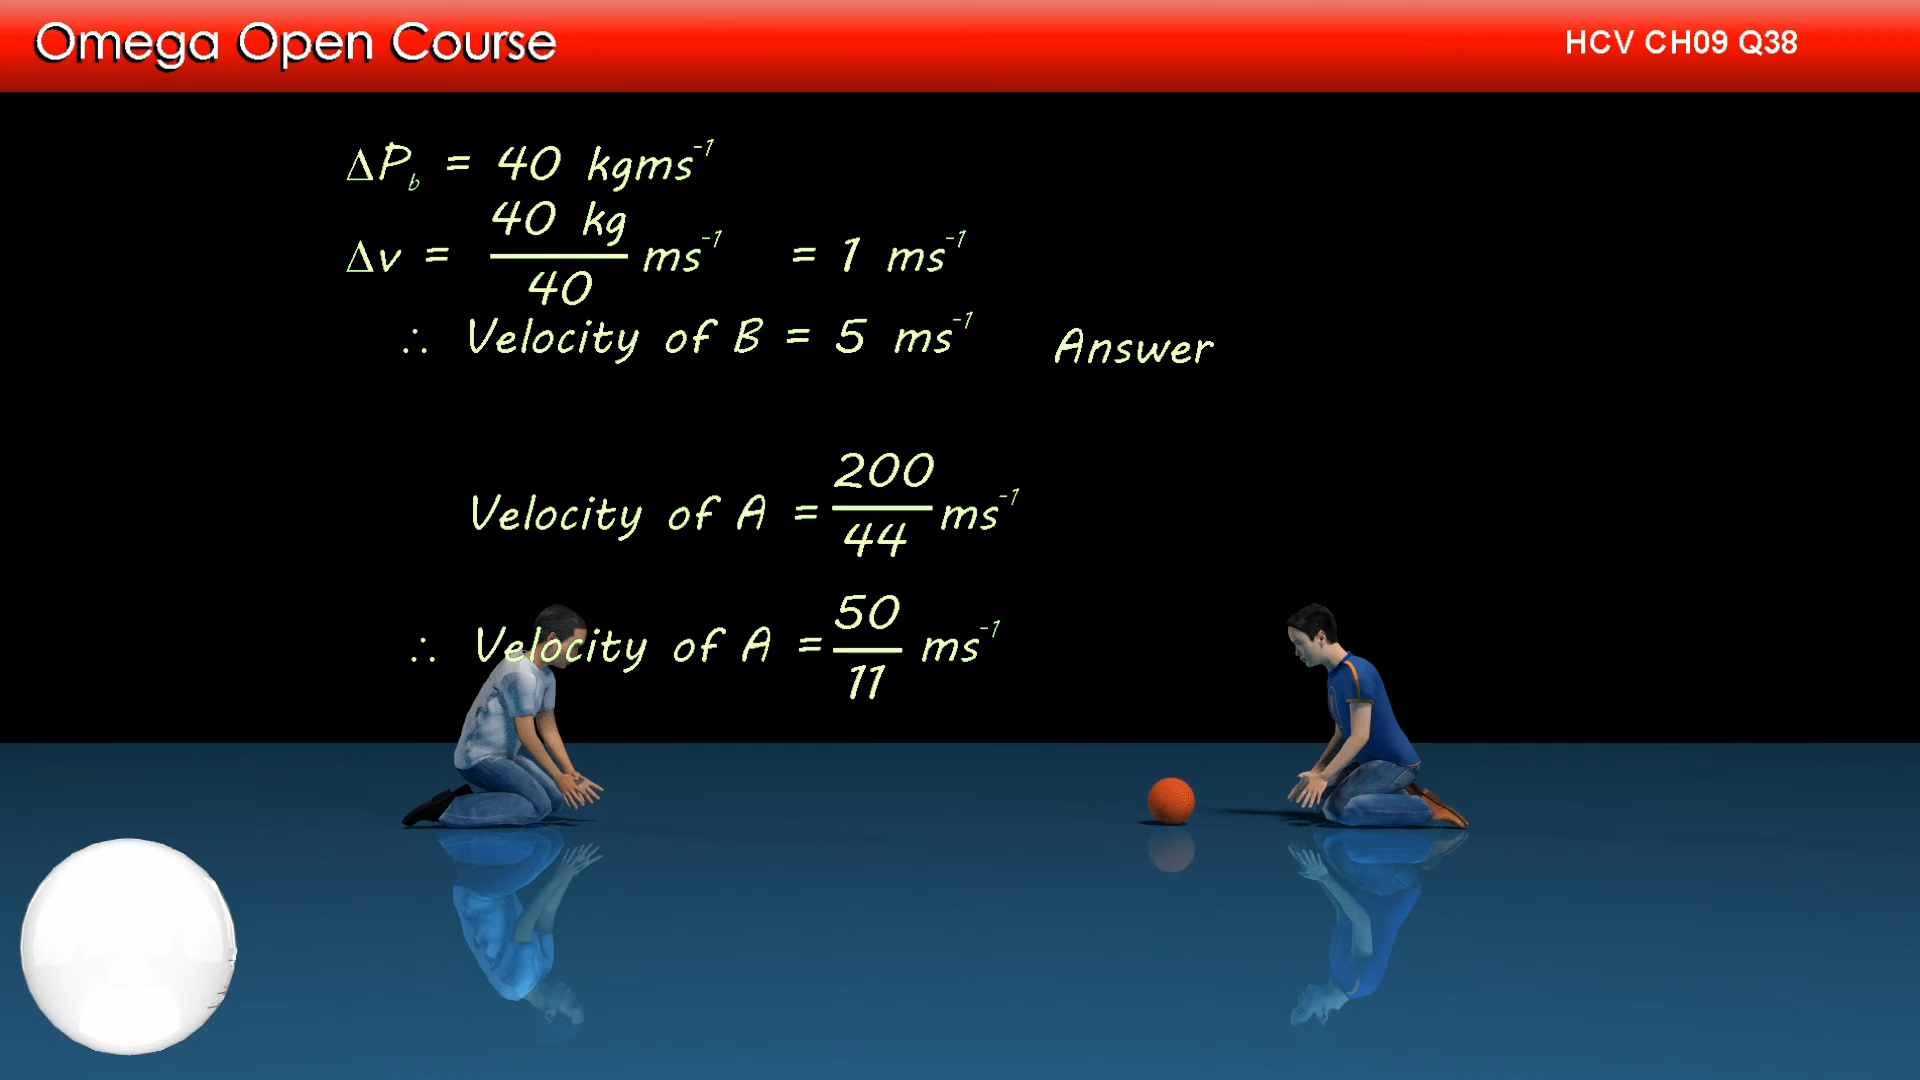 Omega Open Course
HCV CH09 Q38
ΔP_b = 40 kgms⁻¹
Δv = 40 kg/40 ms⁻¹ = 1 ms⁻¹
∴ Velocity of B = 5 ms⁻¹ Answer
Velocity of A = 200/44 ms⁻¹
∴ Velocity of A = 50/11 ms⁻¹